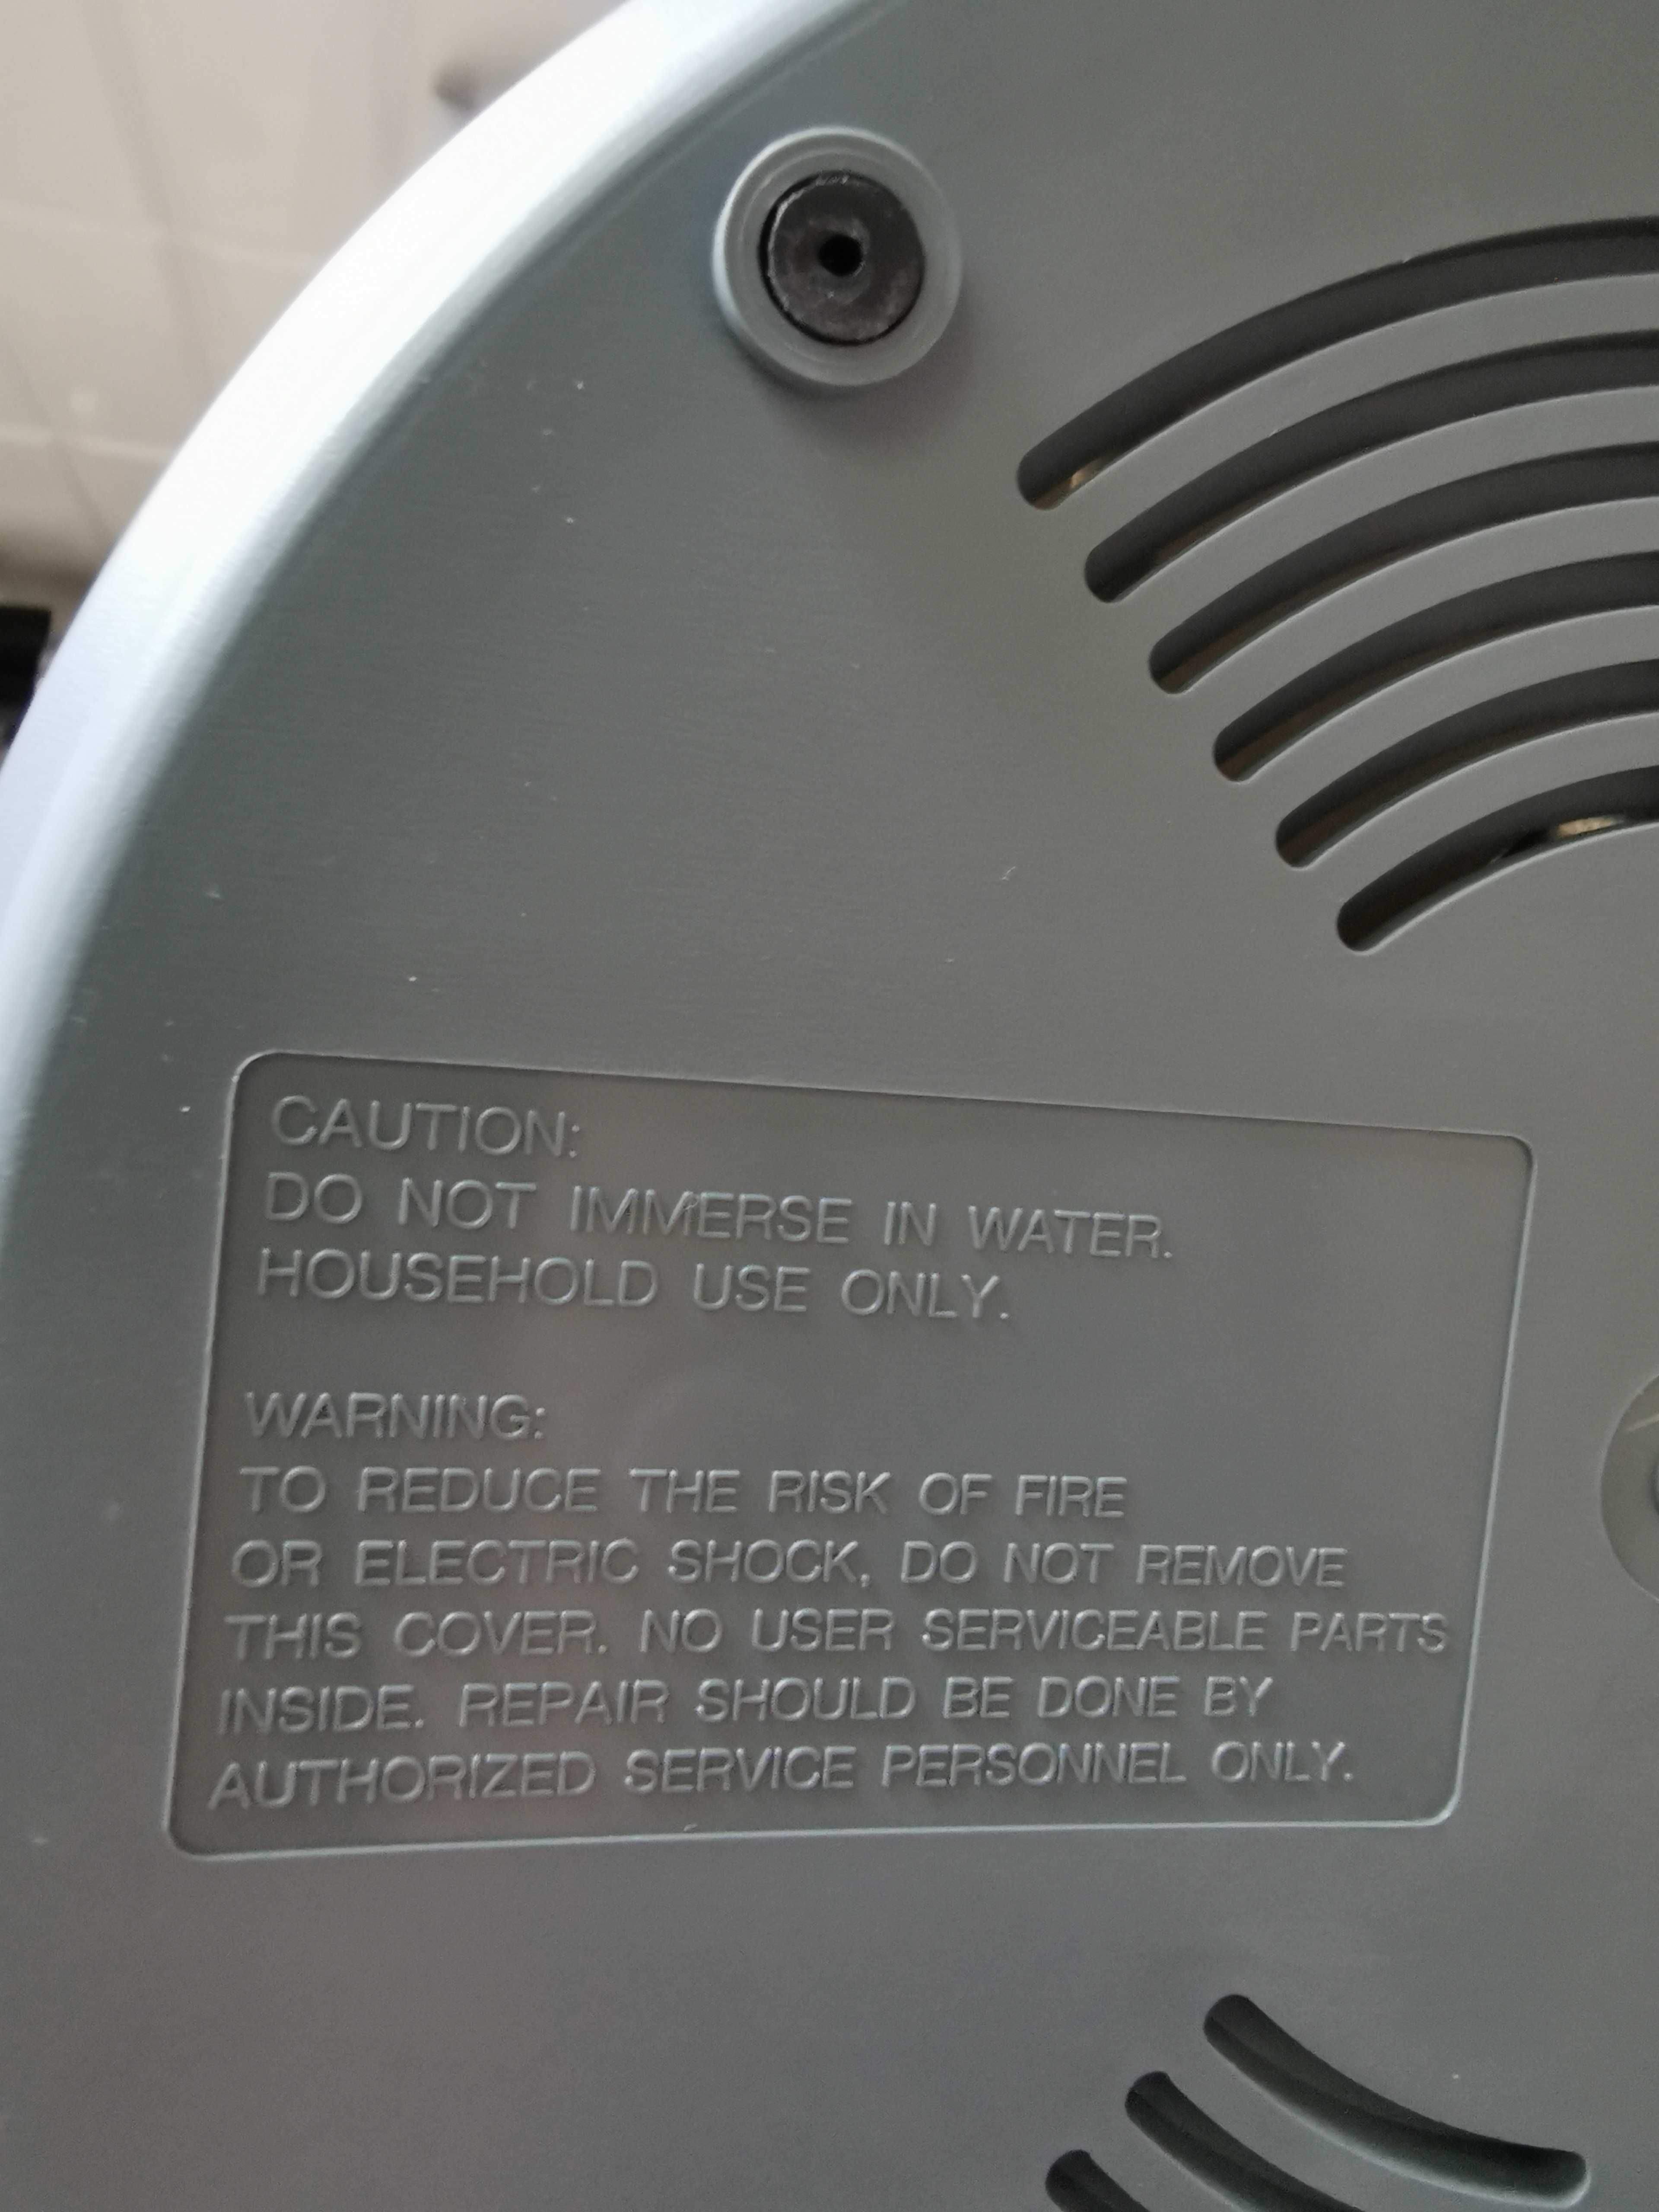 CAUTION:
DO NOT IMMERSE IN WATER.
HOUSEHOLD USE ONLY.
WARNING:
TO REDUCE THE RISK OF FIRE
OR ELECTRIC SHOCK, DO NOT REMOVE
THIS COVER. NO USER SERVICEABLE PARTS
INSIDE. REPAIR SHOULD BE DONE BY
AUTHORIZED SERVICE PERSONNEL ONLY.